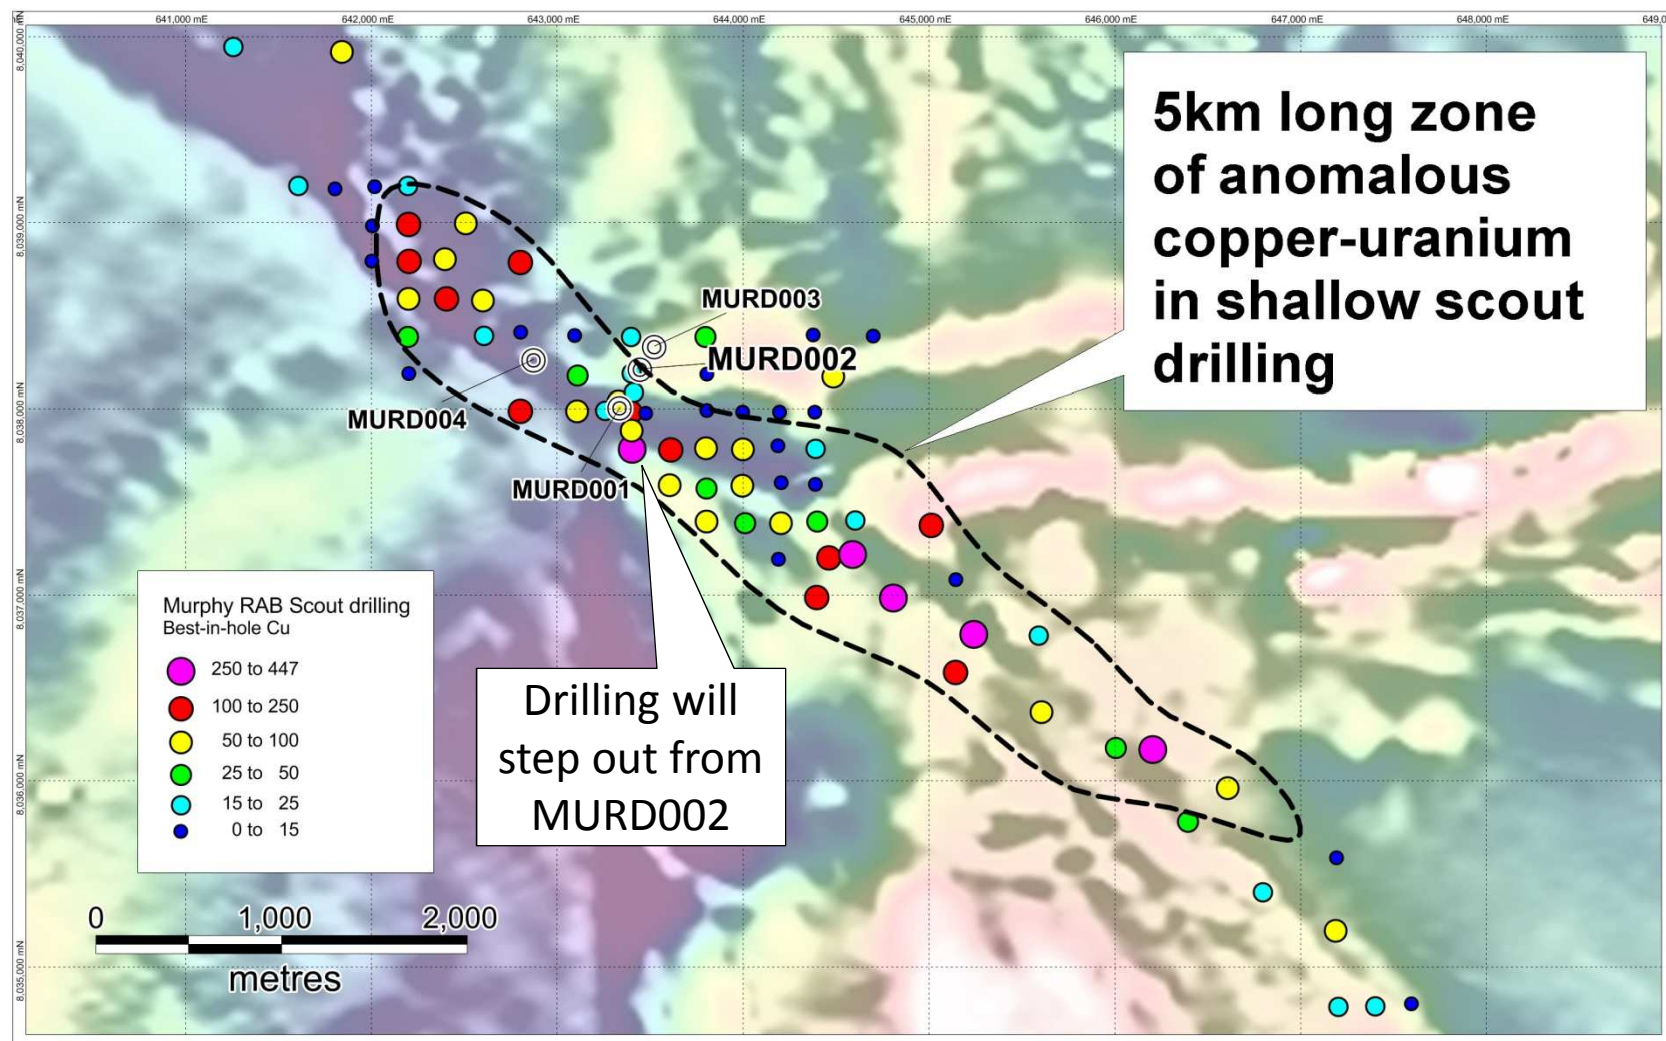 641,000 mE
642,000 mE
643,000 mE
644,000 mE
645,000 mE
646,000 mE
647,000 mE
648,000 mE
8,040,000 mN
8,039,000 mN
8,038,000 mN
8,037,000 mN
8,036,000 mN
8,035,000 mN
5km long zone
of anomalous
copper-uranium
in shallow scout
drilling
MURD003
MURD002
MURD004
MURD001
Drilling will
step out from
MURD002
Murphy RAB Scout drilling
Best-in-hole Cu
250 to 447
100 to 250
50 to 100
25 to 50
15 to 25
0 to 15
0 1,000 2,000
metres